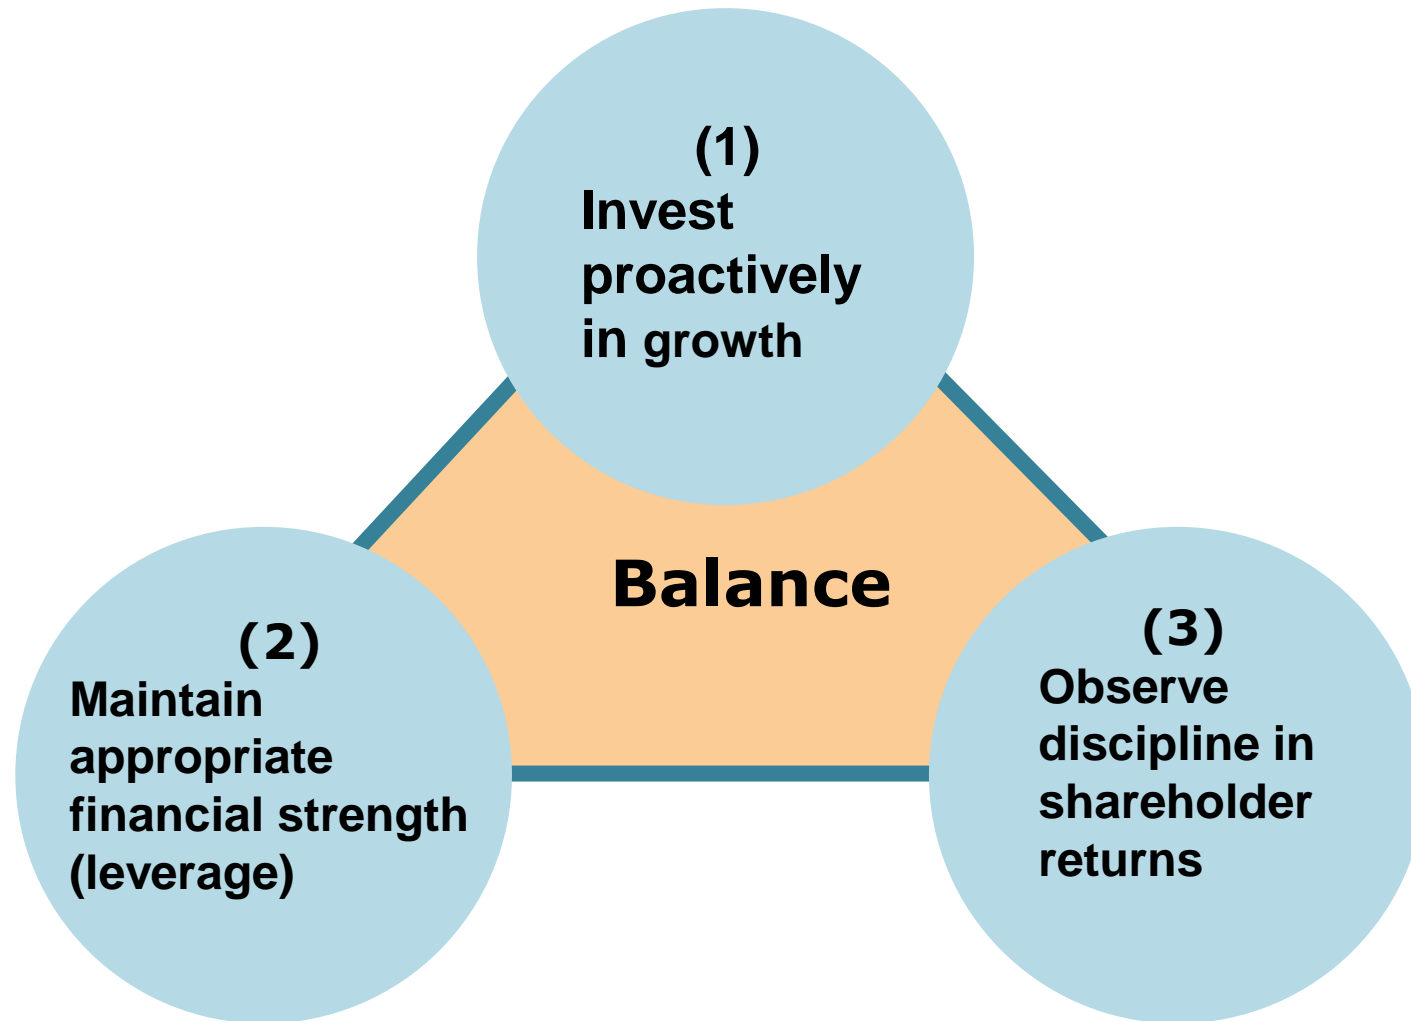 (1)
Invest
proactively
in growth
Balance
(2)
Maintain
appropriate
financial strength
(leverage)
(3)
Observe
discipline in
shareholder
returns